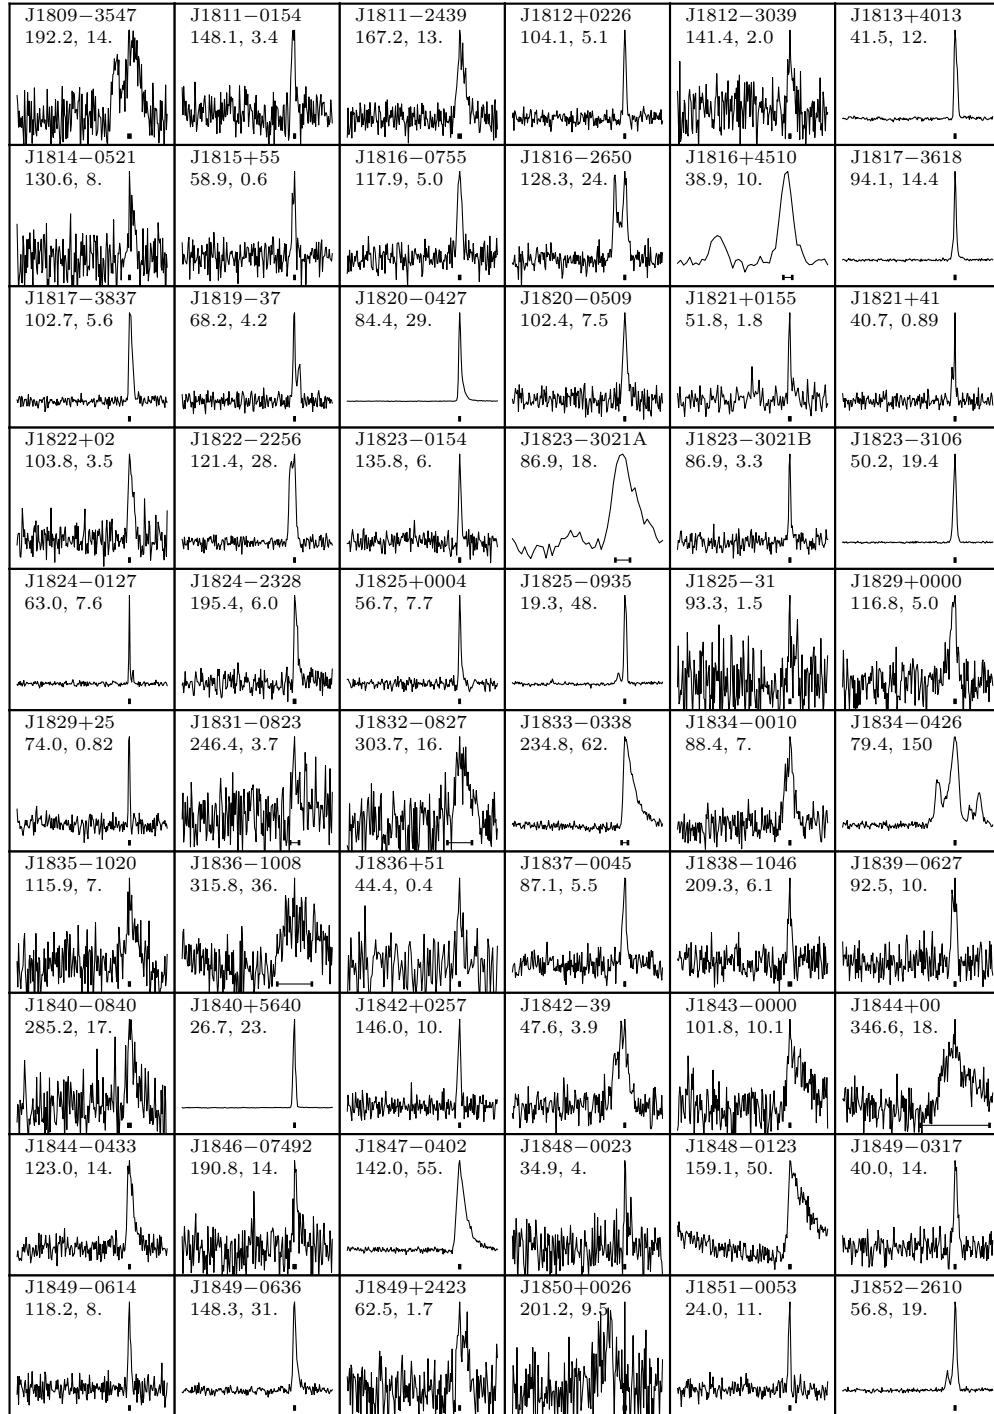 J1809−3547
192.2, 14.
J1811−0154
148.1, 3.4
J1811−2439
167.2, 13.
J1812+0226
104.1, 5.1
J1812−3039
141.4, 2.0
J1813+4013
41.5, 12.
J1814−0521
130.6, 8.
J1815+55
58.9, 0.6
J1816−0755
117.9, 5.0
J1816−2650
128.3, 24.
J1816+4510
38.9, 10.
J1817−3618
94.1, 14.4
J1817−3837
102.7, 5.6
J1819−37
68.2, 4.2
J1820−0427
84.4, 29.
J1820−0509
102.4, 7.5
J1821+0155
51.8, 1.8
J1821+41
40.7, 0.89
J1822+02
103.8, 3.5
J1822−2256
121.4, 28.
J1823−0154
135.8, 6.
J1823−3021A
86.9, 18.
J1823−3021B
86.9, 3.3
J1823−3106
50.2, 19.4
J1824−0127
63.0, 7.6
J1824−2328
195.4, 6.0
J1825+0004
56.7, 7.7
J1825−0935
19.3, 48.
J1825−31
93.3, 1.5
J1829+0000
116.8, 5.0
J1829+25
74.0, 0.82
J1831−0823
246.4, 3.7
J1832−0827
303.7, 16.
J1833−0338
234.8, 62.
J1834−0010
88.4, 7.
J1834−0426
79.4, 150
J1835−1020
115.9, 7.
J1836−1008
315.8, 36.
J1836+51
44.4, 0.4
J1837−0045
87.1, 5.5
J1838−1046
209.3, 6.1
J1839−0627
92.5, 10.
J1840−0840
285.2, 17.
J1840+5640
26.7, 23.
J1842+0257
146.0, 10.
J1842−39
47.6, 3.9
J1843−0000
101.8, 10.1
J1844+00
346.6, 18.
J1844−0433
123.0, 14.
J1846−07492
190.8, 14.
J1847−0402
142.0, 55.
J1848−0023
34.9, 4.
J1848−0123
159.1, 50.
J1849−0317
40.0, 14.
J1849−0614
118.2, 8.
J1849−0636
148.3, 31.
J1849+2423
62.5, 1.7
J1850+0026
201.2, 9.5
J1851−0053
24.0, 11.
J1852−2610
56.8, 19.